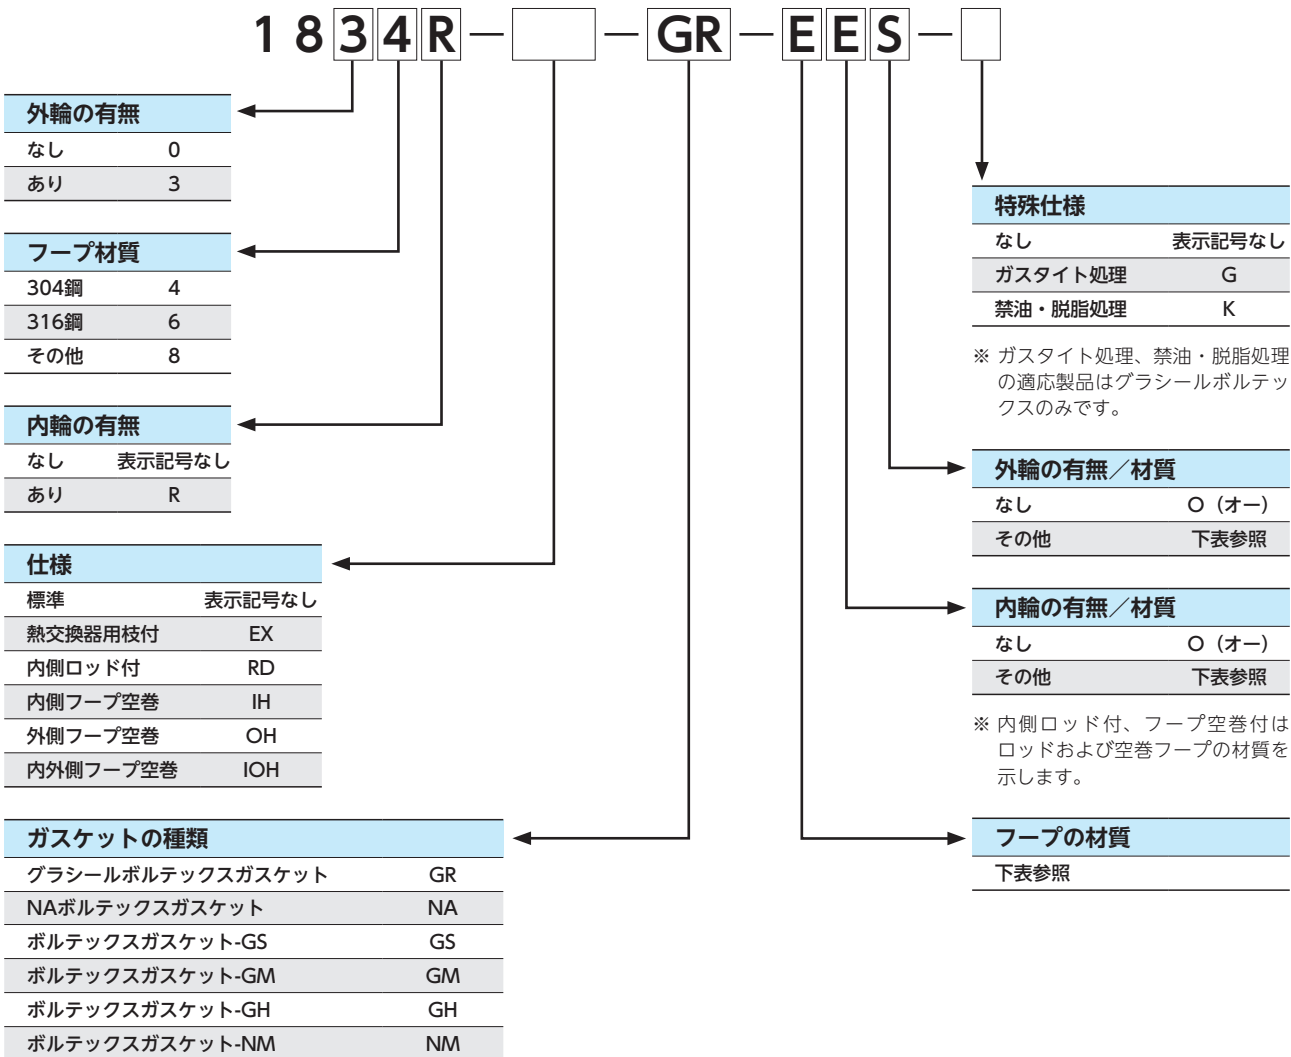 1 8 3 4 R — — GR — E E S —
外輪の有無
なし 0
あり 3
フープ材質
304鋼 4
316鋼 6
その他 8
内輪の有無
なし 表示記号なし
あり R
仕様
標準 表示記号なし
熱交換器用枝付 EX
内側ロッド付 RD
内側フープ空巻 IH
外側フープ空巻 OH
内外側フープ空巻 IOH
ガスケットの種類
グラシールボルテックスガスケット GR
NAボルテックスガスケット NA
ボルテックスガスケット-GS GS
ボルテックスガスケット-GM GM
ボルテックスガスケット-GH GH
ボルテックスガスケット-NM NM
特殊仕様
なし 表示記号なし
ガスタイト処理 G
禁油・脱脂処理 K
※ ガスタイト処理、禁油・脱脂処理
の適応製品はグラシールボルテッ
クスのみです。
外輪の有無／材質
なし O（オー）
その他 下表参照
内輪の有無／材質
なし O（オー）
その他 下表参照
※ 内側ロッド付、フープ空巻付は
ロッドおよび空巻フープの材質を
示します。
フープの材質
下表参照